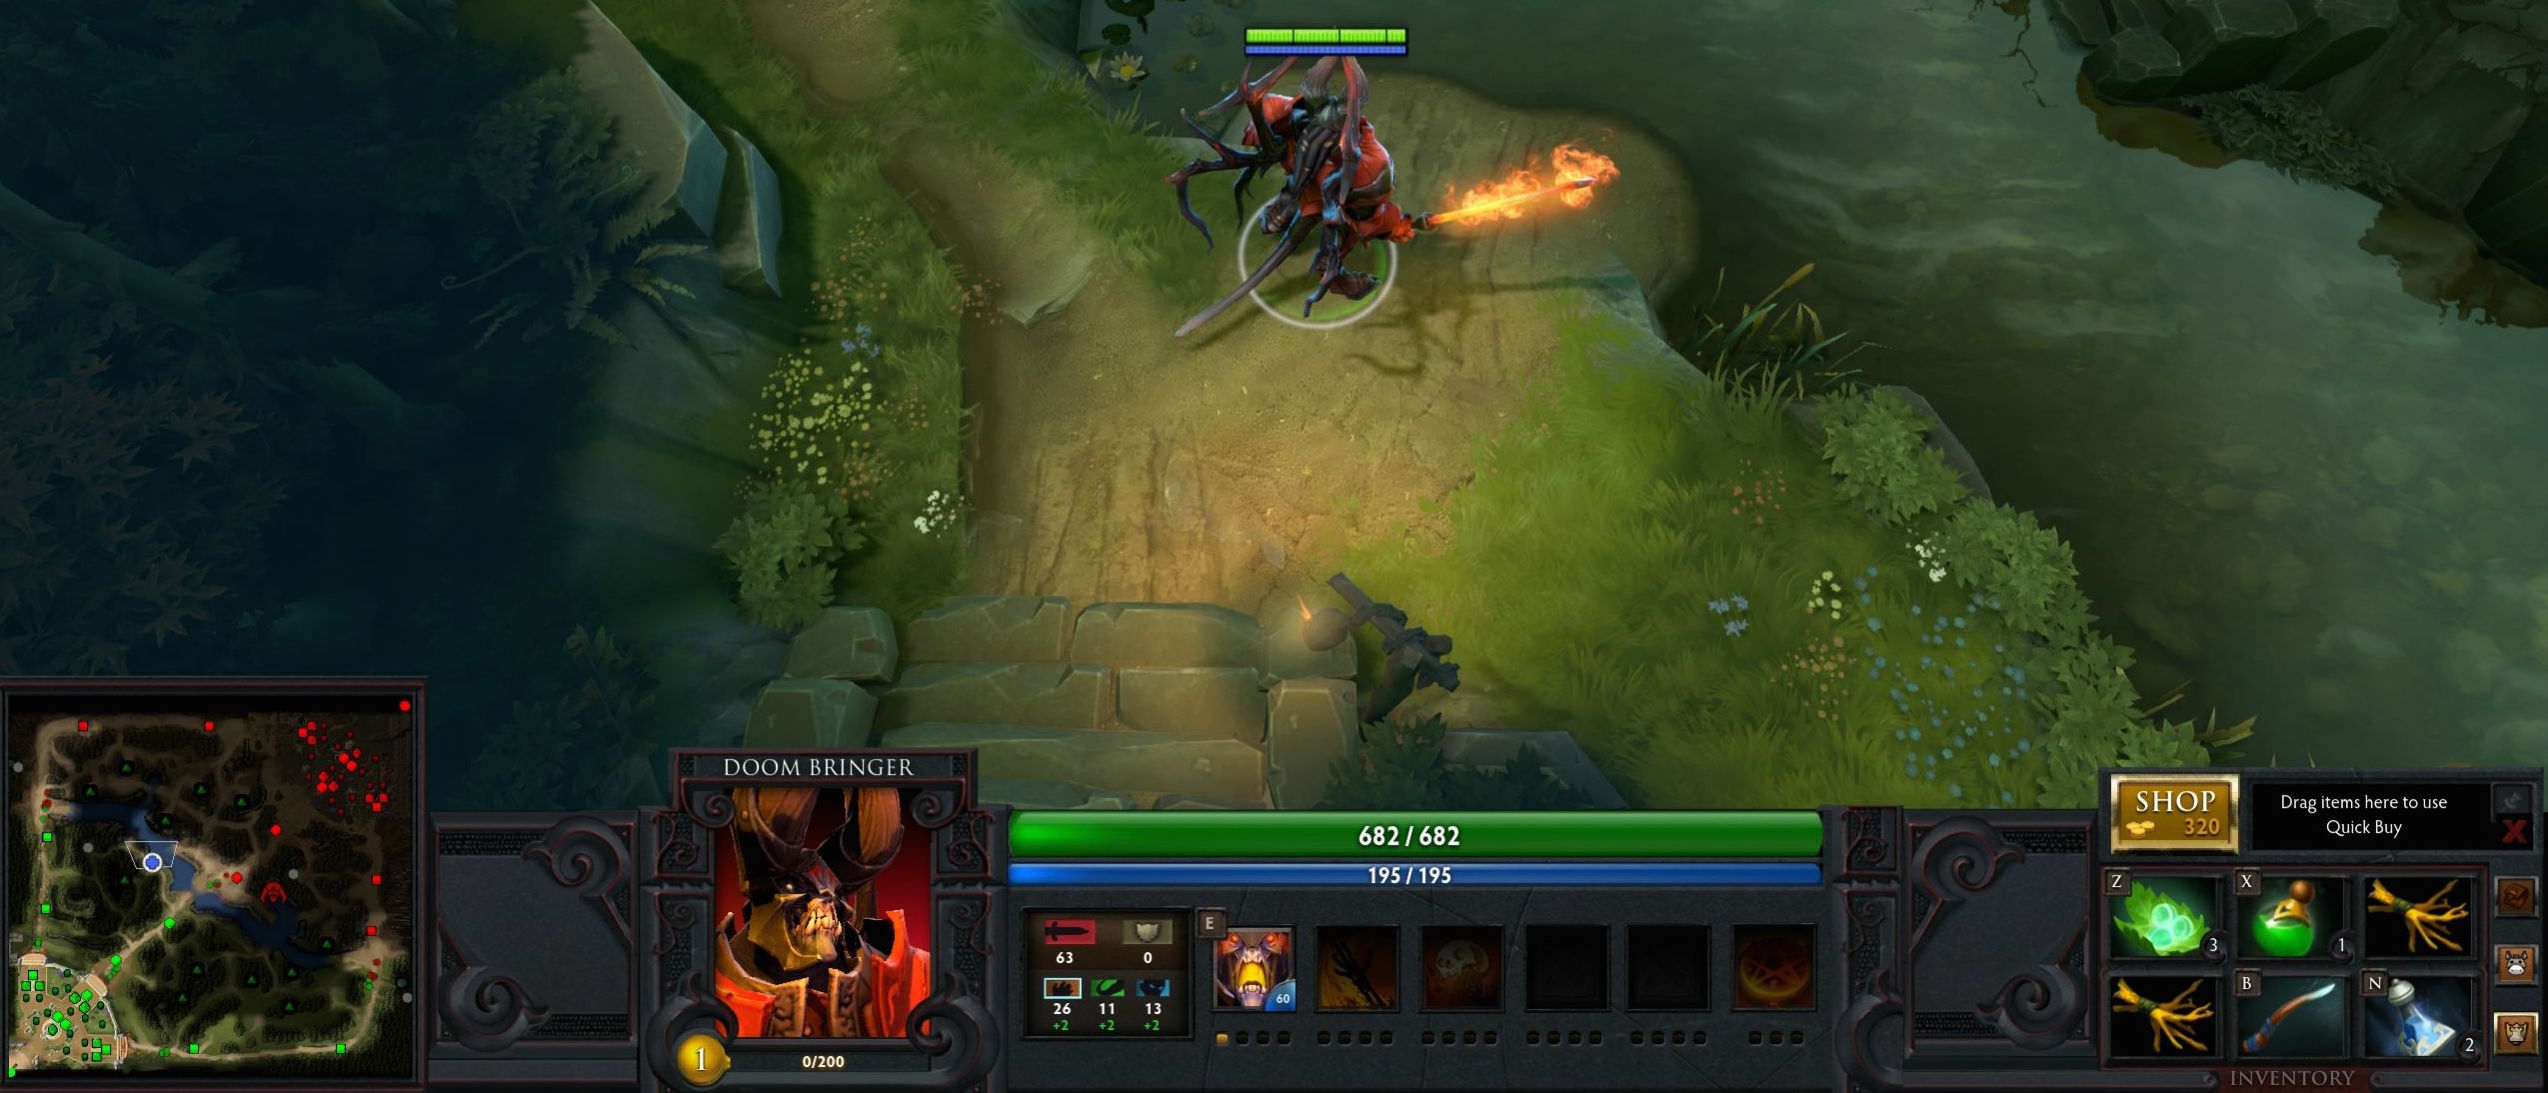 DOOM BRINGER
1
0/200
682 / 682
195 / 195
63
0
26
11
13
+2
+2
+2
E
60
SHOP
320
Drag items here to use
Quick Buy
Z
3
X
1
B
N
2
INVENTORY